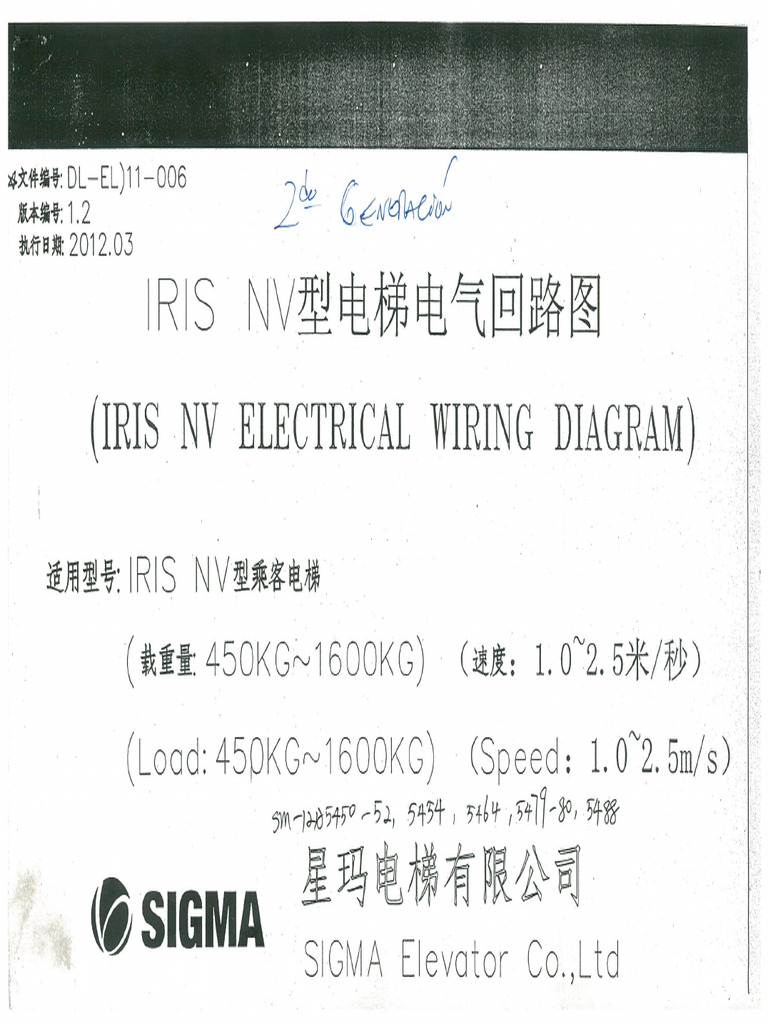 文件编号: DL-EL)11-006
版本编号: 1.2
执行日期: 2012.03
2do GENERACIÓN
IRIS NV型电梯电气回路图
(IRIS NV ELECTRICAL WIRING DIAGRAM)
适用型号: IRIS NV型乘客电梯
(载重量: 450KG~1600KG) (速度: 1.0~2.5米/秒)
(Load: 450KG~1600KG) (Speed: 1.0~2.5m/s)
-52, 5454, 5464, 5479-80, 5488
星玛电梯有限公司
SIGMA
SIGMA Elevator Co.,Ltd